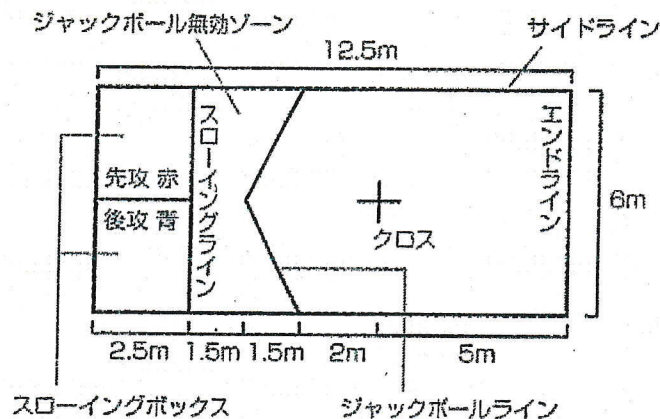 ジャックボール無効ゾーン
サイドライン
12.5m
スローイングライン
エンドライン
先攻 赤
後攻 青
クロス
6m
2.5m 1.5m 1.5m 2m 5m
スローイングボックス
ジャックボールライン